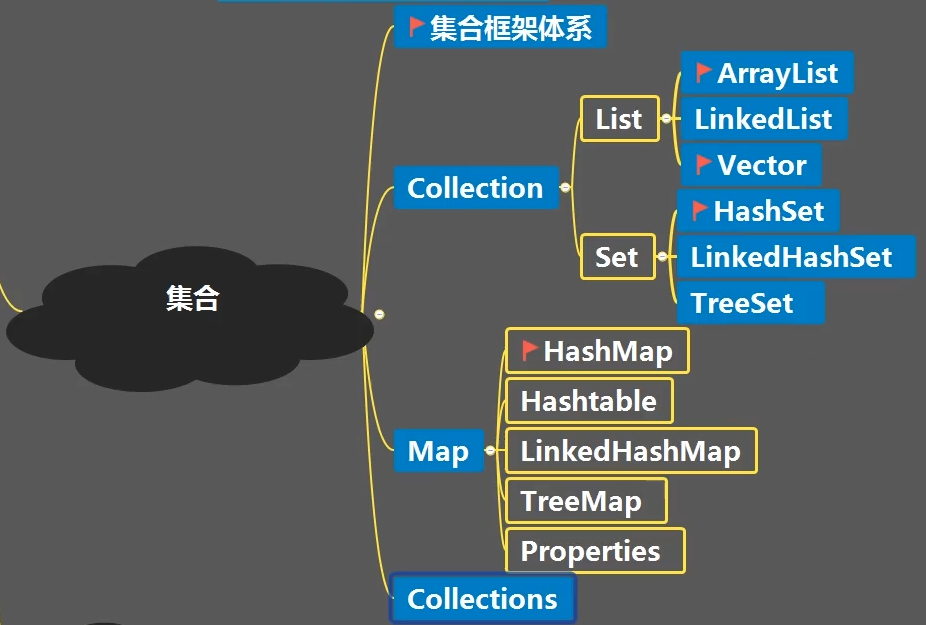 集合
集合框架体系
Collection
List
ArrayList
LinkedList
Vector
Set
HashSet
LinkedHashSet
TreeSet
Map
HashMap
Hashtable
LinkedHashMap
TreeMap
Properties
Collections